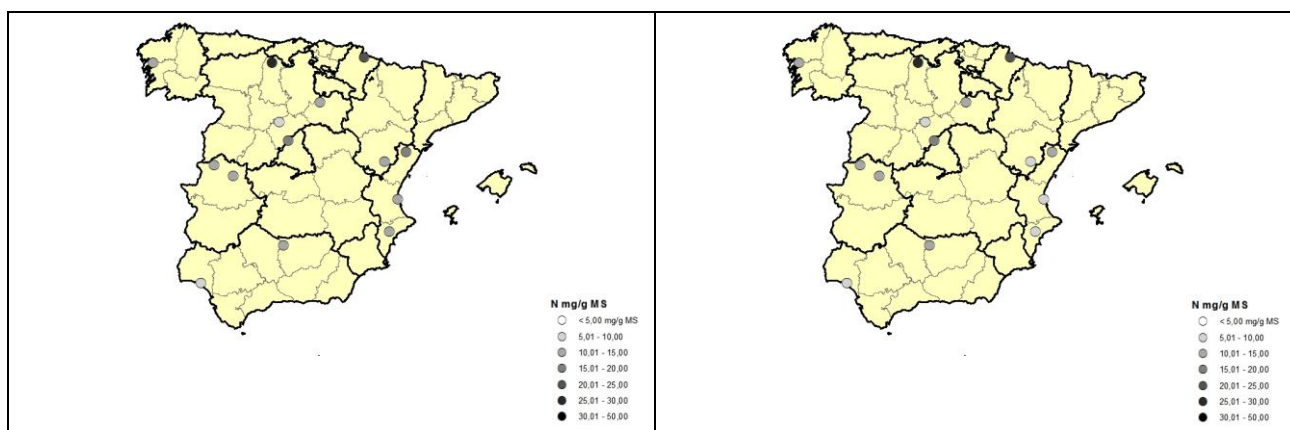 N mg/g MS
< 5,00 mg/g MS
5,01 - 10,00
10,01 - 15,00
15,01 - 20,00
20,01 - 25,00
25,01 - 30,00
30,01 - 50,00
N mg/g MS
< 5,00 mg/g MS
5,01 - 10,00
10,01 - 15,00
15,01 - 20,00
20,01 - 25,00
25,01 - 30,00
30,01 - 50,00